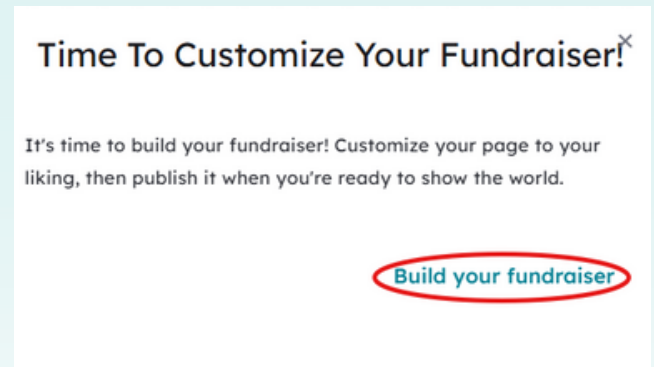 Time To Customize Your Fundraiser!
It's time to build your fundraiser! Customize your page to your
liking, then publish it when you're ready to show the world.
Build your fundraiser